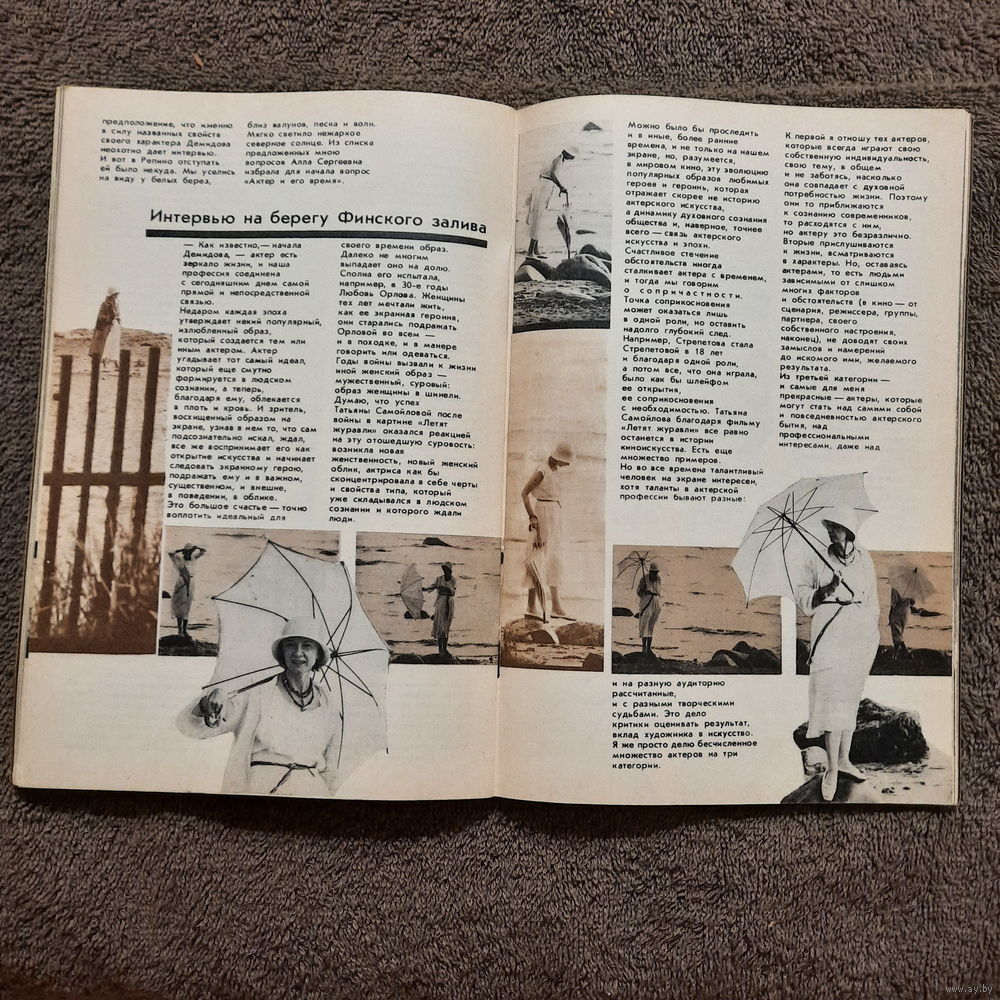 предположение, что именно
в силу названных свойств
своего характера Демидова
неохотно дает интервью.
И вот в Репино отступать
ей было некуда. Мы уселись
на виду у белых берез,
близ валунов, песка и волн.
Мягко светило нежаркое
северное солнце. Из списка
предложенных мною
вопросов Алла Сергеевна
избрала для начала вопрос
«Актер и его время».
Интервью на берегу Финского залива
— Как известно,— начала
Демидова, — актер есть
зеркало жизни, и наша
профессия соединена
с сегодняшним днем самой
прямой и непосредственной
связью.
Недаром каждая эпоха
утверждает некий популярный,
излюбленный образ,
который создается тем или
иным актером. Актер
угадывает тот самый идеал,
который еще смутно
формируется в людском
сознании, а теперь,
благодаря ему, облекается
в плоть и кровь. И зритель,
восхищенный образом на
экране, узнав в нем то, что сам
подсознательно искал, ждал,
все же воспринимает его как
открытие искусства и начинает
следовать экранному герою,
подражать ему и в важном,
существенном, и внешне,
в поведении, в облике.
Это большое счастье — точно
воплотить идеальный для
своего времени образ.
Далеко не многим
выпадает оно на долю.
Сполна его испытала,
например, в 30-е годы
Любовь Орлова. Женщины
тех лет мечтали жить,
как ее экранная героиня,
они старались подражать
Орловой во всем —
и в походке, и в манере
говорить или одеваться.
Годы войны вызвали к жизни
иной женский образ —
мужественный, суровый:
образ женщины в шинели.
Думаю, что успех
Татьяны Самойловой после
войны в картине «Летят
журавли» оказался реакцией
на эту отошедшую суровость:
возникла новая
женственность, новый женский
облик, актриса как бы
сконцентрировала в себе черты
и свойства типа, который
уже складывался в людском
сознании и которого ждали
люди.
Можно было бы проследить
и в иные, более ранние
времена, и не только на нашем
экране, но, разумеется,
в мировом кино, эту эволюцию
популярных образов любимых
героев и героинь, которая
отражает скорее не историю
актерского искусства,
а динамику духовного сознания
общества и, наверное, точнее
всего — связь актерского
искусства и эпохи.
Счастливое стечение
обстоятельств иногда
сталкивает актера с временем,
и тогда мы говорим
о сопричастности.
Точка соприкосновения
может оказаться лишь
в одной роли, но оставить
надолго глубокий след.
Например, Стрепетова стала
Стрепетовой в 18 лет
и благодаря одной роли,
а потом все, что она играла,
было как бы шлейфом
ее открытия,
ее соприкосновения
с необходимостью. Татьяна
Самойлова благодаря фильму
«Летят журавли» все равно
останется в истории
киноискусства. Есть еще
множество примеров.
Но во все времена талантливый
человек на экране интересен,
хотя таланты в актерской
профессии бывают разные:
и на разную аудиторию
рассчитанные,
и с разными творческими
судьбами. Это дело
критики оценивать результат,
вклад художника в искусство.
Я же просто делю бесчисленное
множество актеров на три
категории.
К первой я отношу тех актеров,
которые всегда играют свою
собственную индивидуальность,
свою тему, в общем
и не заботясь, насколько
она совпадает с духовной
потребностью жизни. Поэтому
они то приближаются
к сознанию современников,
то расходятся с ним,
но актеру это безразлично.
Вторые прислушиваются
к жизни, всматриваются
в характеры. Но, оставаясь
актерами, то есть людьми
зависимыми от слишком
многих факторов
и обстоятельств (в кино — от
сценария, режиссера, группы,
партнера, своего
собственного настроения,
наконец), не доводят своих
замыслов и намерений
до искомого ими, желаемого
результата.
Из третьей категории —
и самые для меня
прекрасные — актеры, которые
могут стать над самими собой
и повседневностью актерского
бытия, над
профессиональными
интересами, даже над
www.ay.by